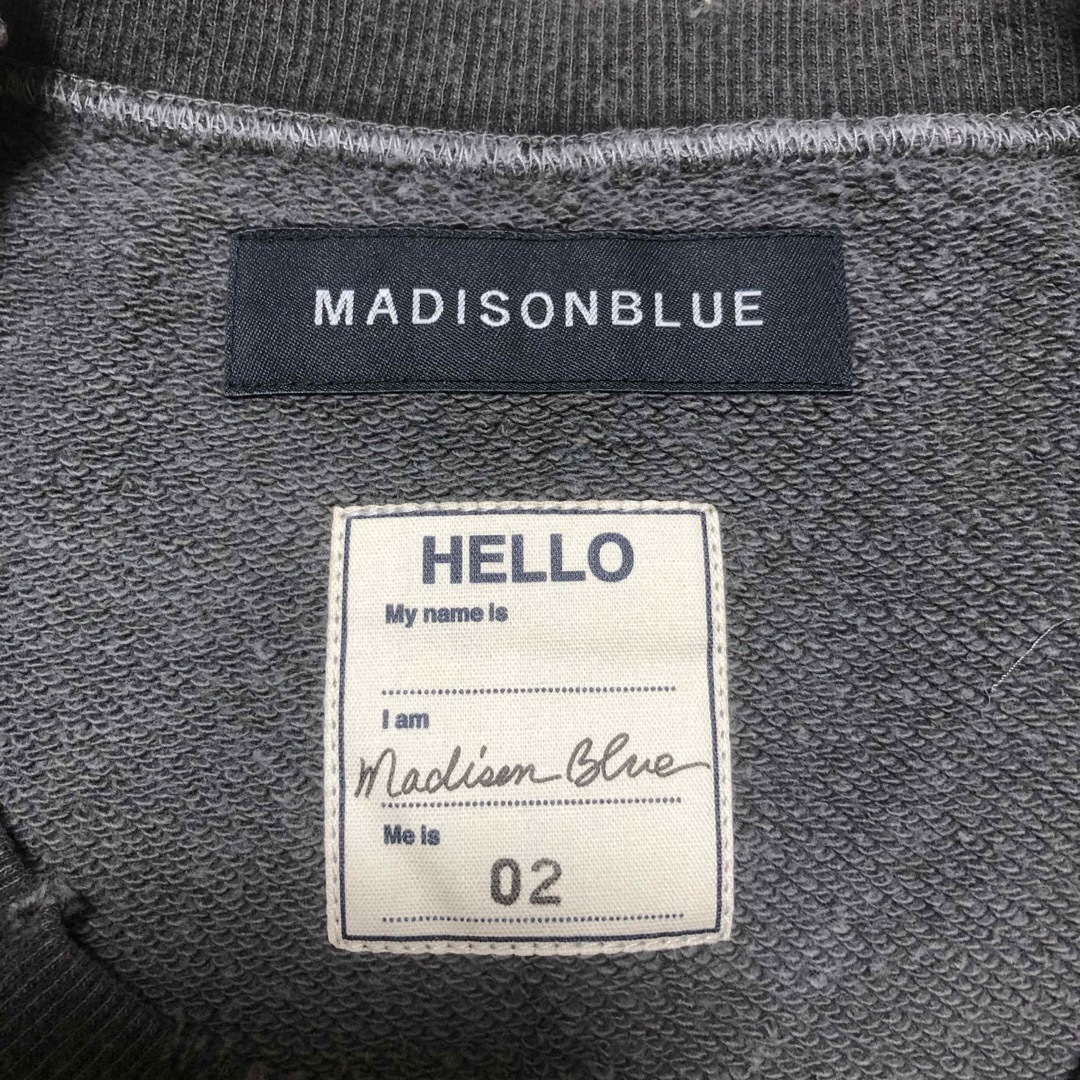 MADISONBLUE
HELLO
My name is
I am
Madison Blue
Me is
02